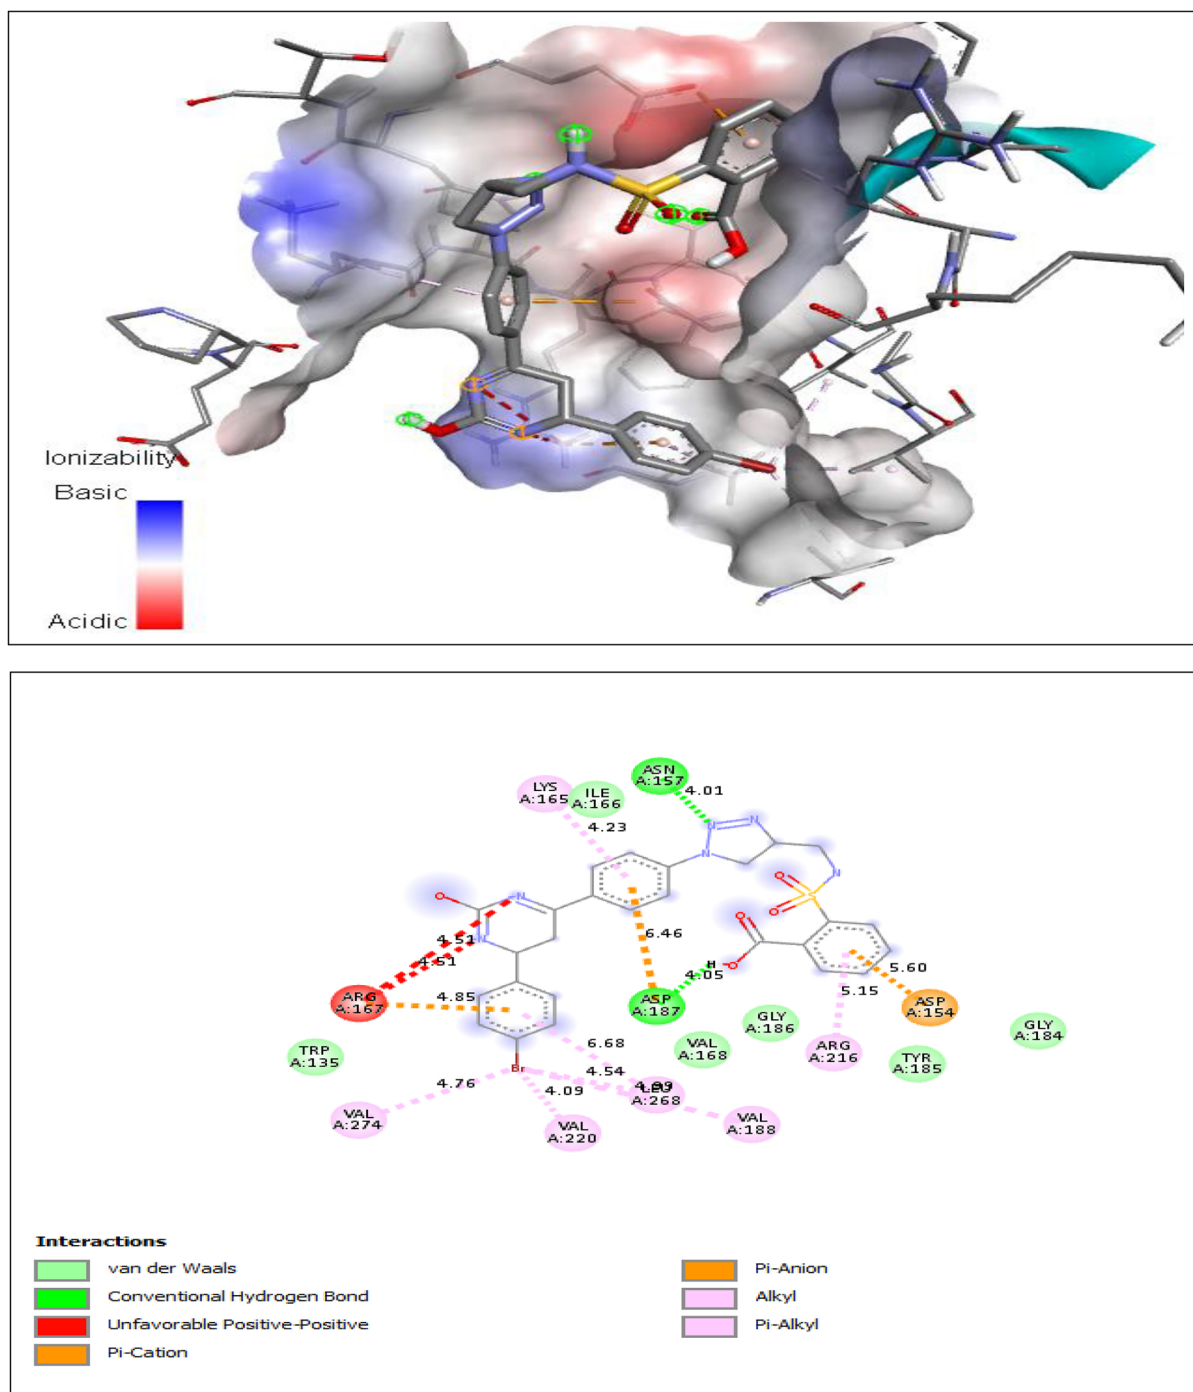 Ionizability
Basic
Acidic
ASN
A:157
4.01
LYS
A:165
ILE
A:166
4.23
N
N
N
N
O
O
S
O
O
N
O
N
6.46
H
O
4.05
4.51
4.51
5.60
5.15
ARG
A:167
4.85
ASP
A:187
GLY
A:186
ASP
A:154
VAL
A:168
ARG
A:216
TYR
A:185
GLY
A:184
TRP
A:135
6.68
4.54
Br
4.76
4.09
4.99
LEU
A:268
VAL
A:274
VAL
A:220
VAL
A:188
Interactions
van der Waals
Conventional Hydrogen Bond
Unfavorable Positive-Positive
Pi-Cation
Pi-Anion
Alkyl
Pi-Alkyl